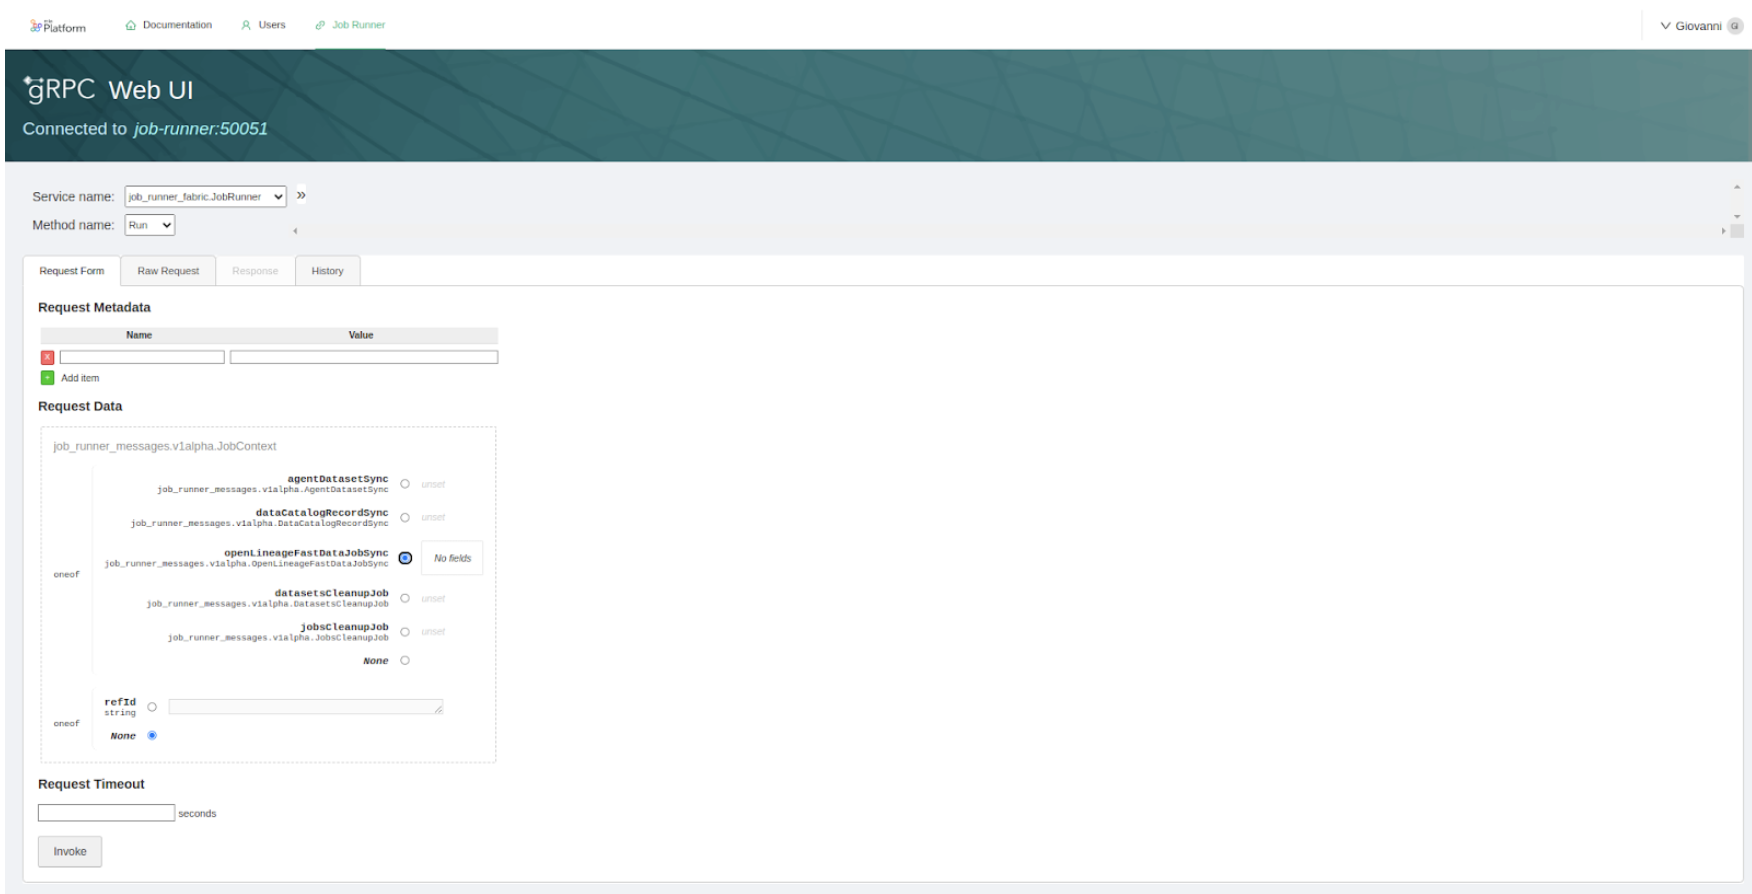 mia
Platform
Documentation
Users
Job Runner
Giovanni
GI
gRPC Web UI
Connected to job-runner:50051
Service name: job_runner_fabric.JobRunner »
Method name: Run
Request Form
Raw Request
Response
History
Request Metadata
Name Value
X
+ Add item
Request Data
job_runner_messages.v1alpha.JobContext
oneof
agentDatasetSync
job_runner_messages.v1alpha.AgentDatasetSync
unset
dataCatalogRecordSync
job_runner_messages.v1alpha.DataCatalogRecordSync
unset
openLineageFastDataJobSync
job_runner_messages.v1alpha.OpenLineageFastDataJobSync
No fields
datasetsCleanupJob
job_runner_messages.v1alpha.DatasetsCleanupJob
unset
jobsCleanupJob
job_runner_messages.v1alpha.JobsCleanupJob
unset
None
oneof
refId
string
None
Request Timeout
seconds
Invoke